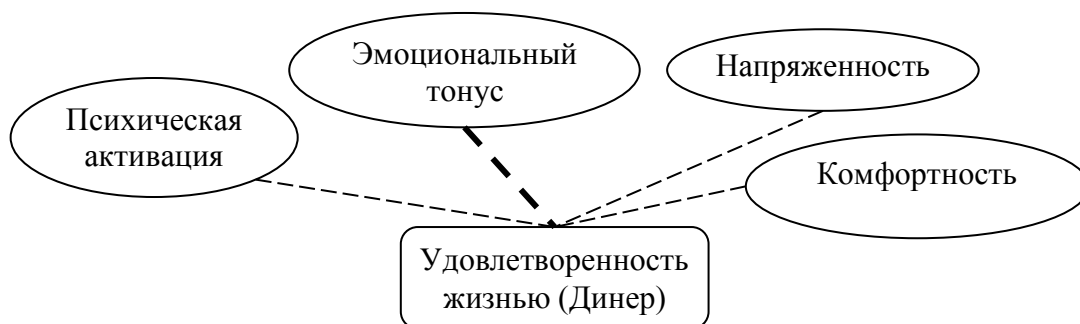 Эмоциональный
тонус
Напряженность
Психическая
активация
Комфортность
Удовлетворенность
жизнью (Динер)